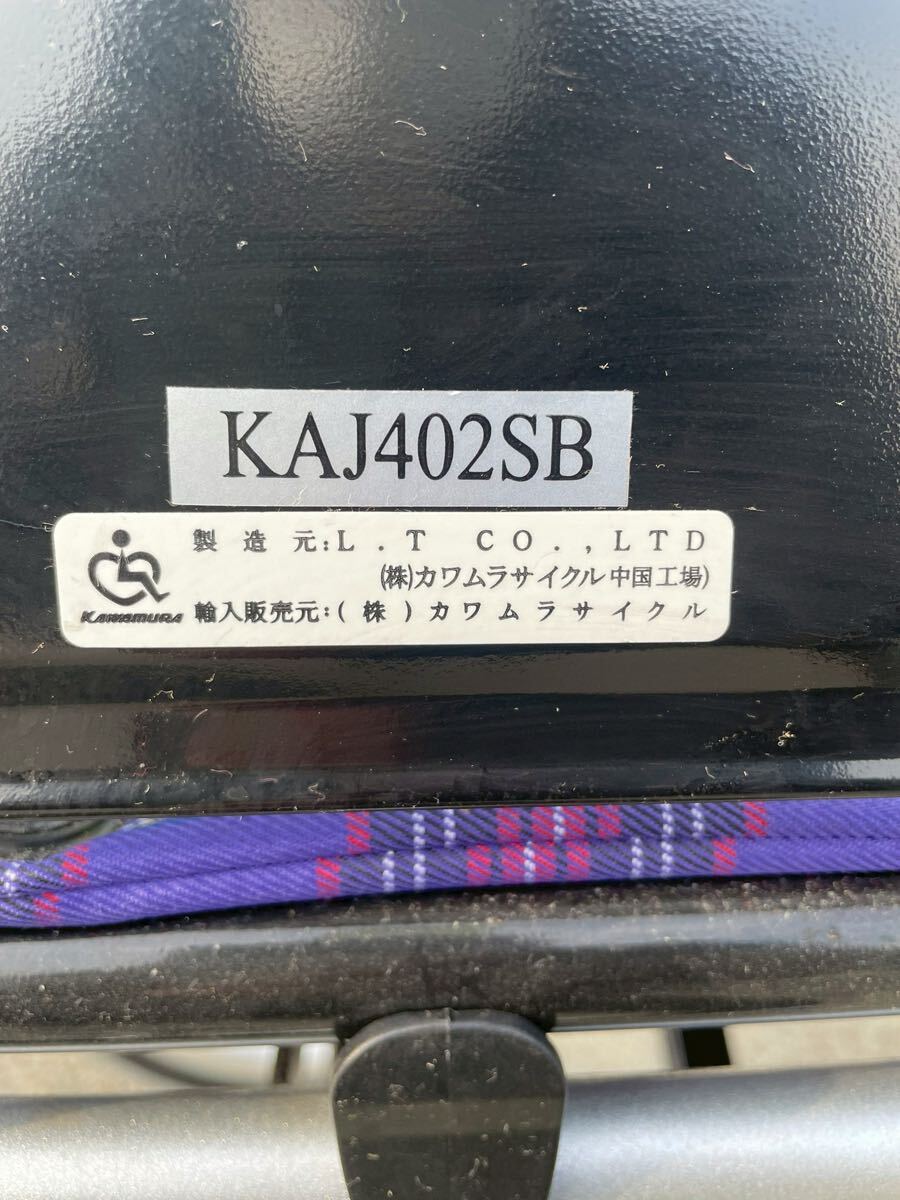 KAJ402SB
製造元:L.T CO.,LTD
(株)カワムラサイクル中国工場)
KAWAMURA
輸入販売元:(株)カワムラサイクル